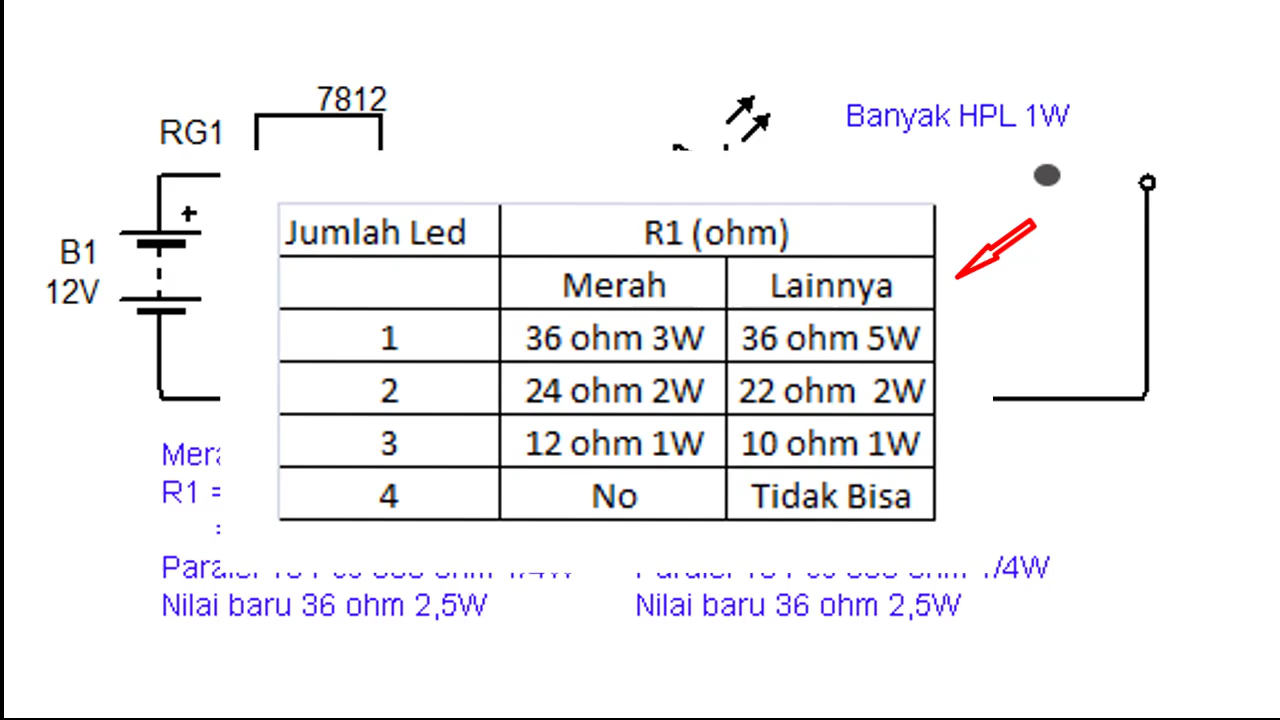 7812
RG1
Banyak HPL 1W
+
B1
12V
Jumlah Led R1 (ohm)
Merah Lainnya
1 36 ohm 3W 36 ohm 5W
2 24 ohm 2W 22 ohm 2W
3 12 ohm 1W 10 ohm 1W
4 No Tidak Bisa
R1 =
/4W
Nilai baru 36 ohm 2,5W Nilai baru 36 ohm 2,5W